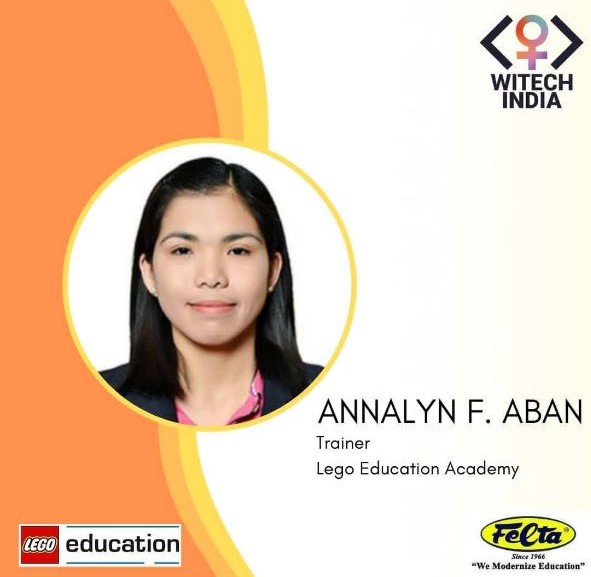 WITECH
INDIA
ANNALYN F. ABAN
Trainer
Lego Education Academy
LEGO education
Felta®
Since 1966
"We Modernize Education"